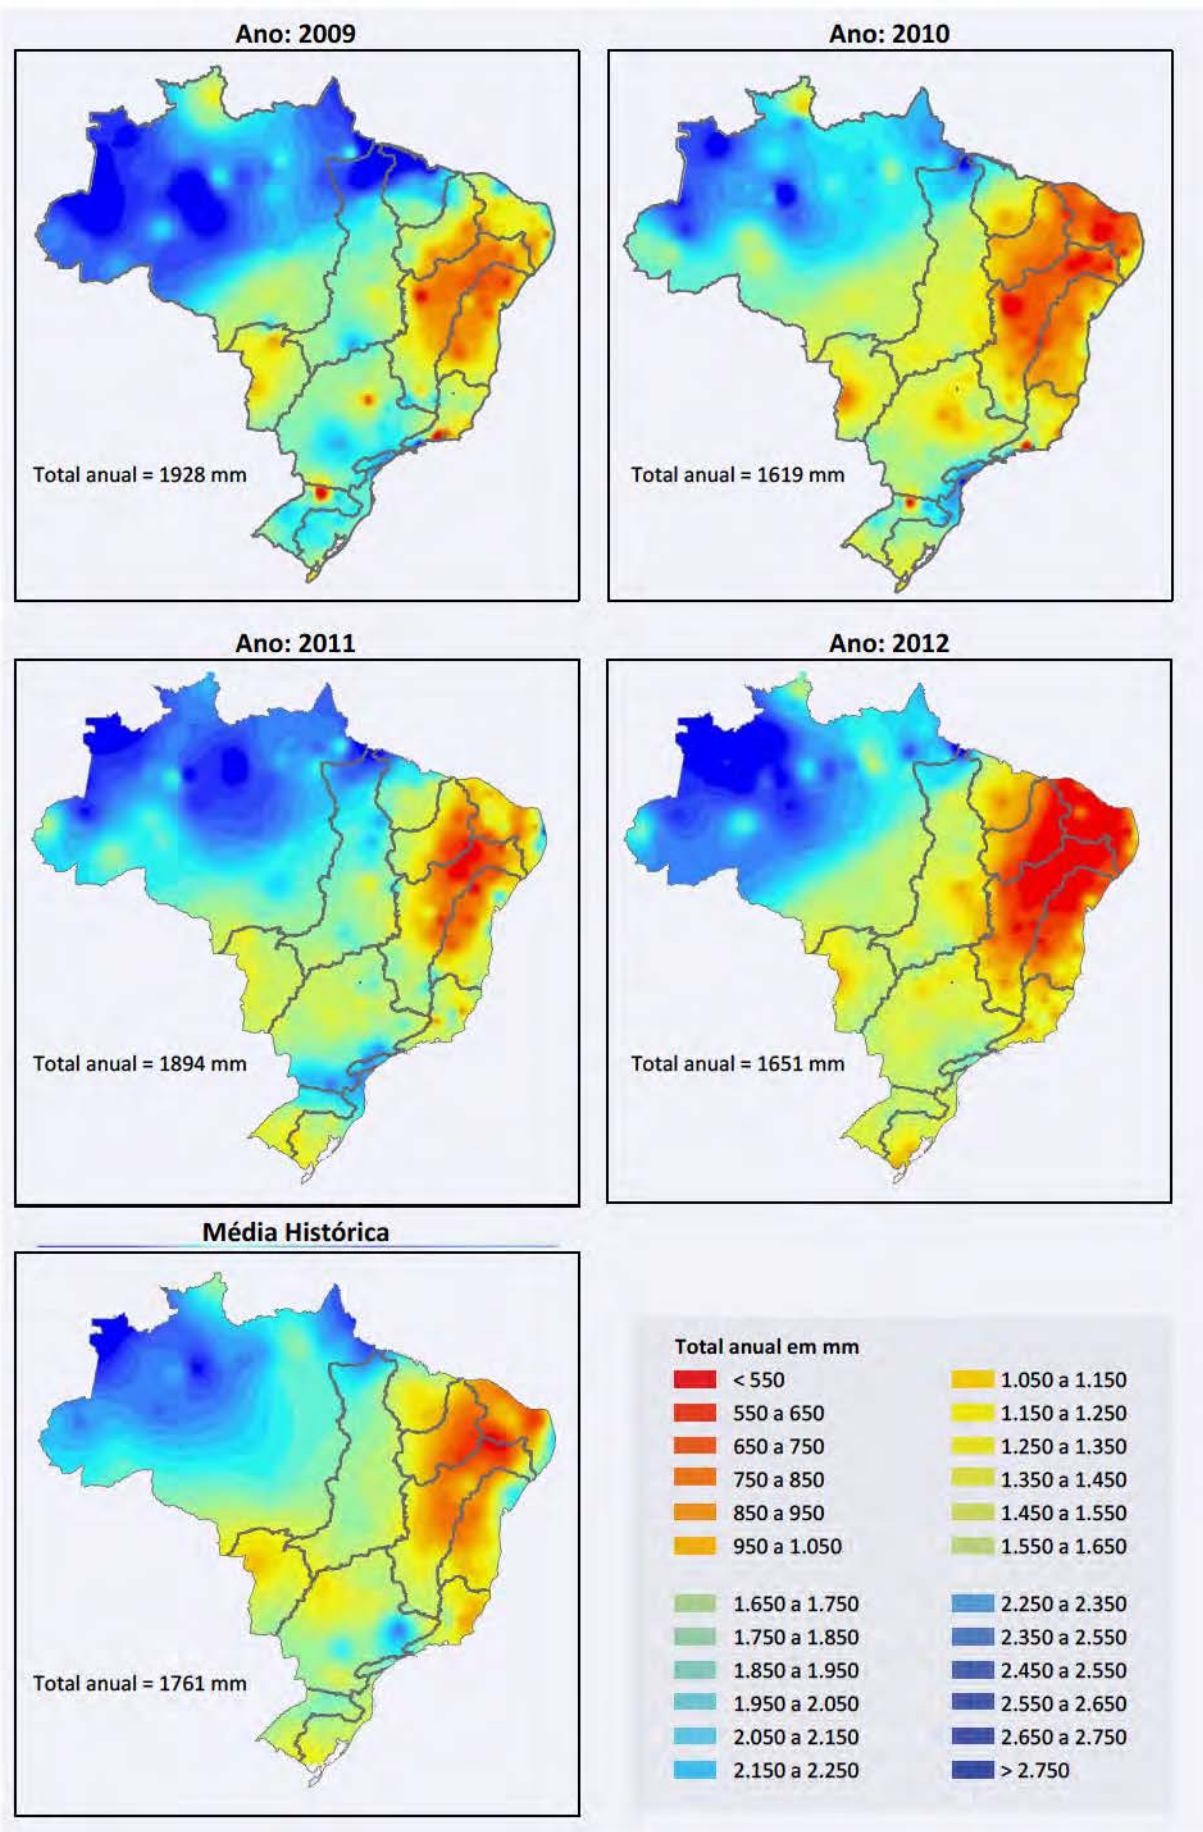 Ano: 2009
Ano: 2010
Total anual = 1928 mm
Total anual = 1619 mm
Ano: 2011
Ano: 2012
Total anual = 1894 mm
Total anual = 1651 mm
Média Histórica
Total anual = 1761 mm
Total anual em mm
< 550
550 a 650
650 a 750
750 a 850
850 a 950
950 a 1.050
1.050 a 1.150
1.150 a 1.250
1.250 a 1.350
1.350 a 1.450
1.450 a 1.550
1.550 a 1.650
1.650 a 1.750
1.750 a 1.850
1.850 a 1.950
1.950 a 2.050
2.050 a 2.150
2.150 a 2.250
2.250 a 2.350
2.350 a 2.550
2.450 a 2.550
2.550 a 2.650
2.650 a 2.750
> 2.750